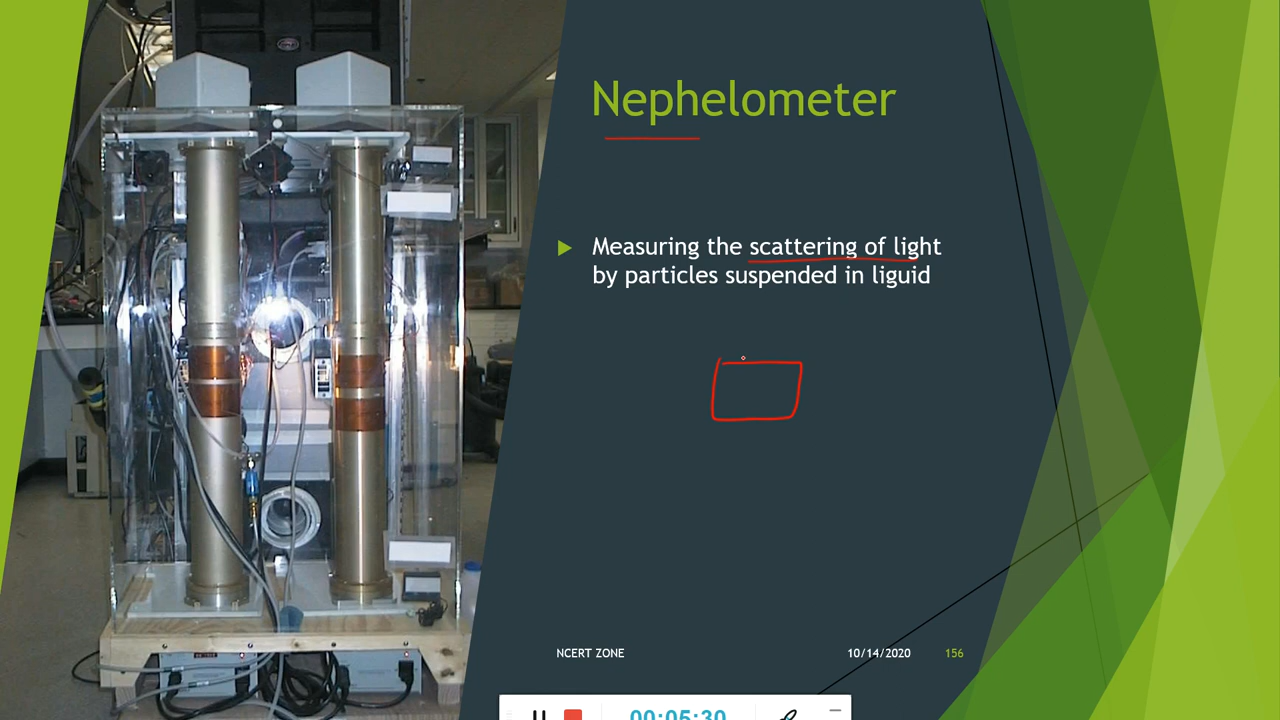 Nephelometer
Measuring the scattering of light
by particles suspended in liguid
NCERT ZONE
10/14/2020
156
00:05:30